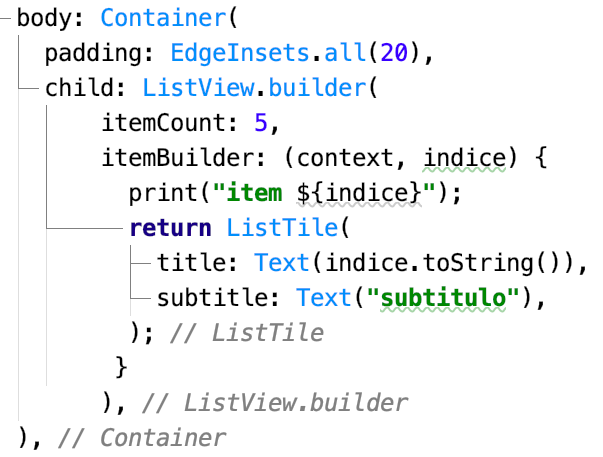 body: Container(
padding: EdgeInsets.all(20),
child: ListView.builder(
itemCount: 5,
itemBuilder: (context, indice) {
print("item ${indice}");
return ListTile(
title: Text(indice.toString()),
subtitle: Text("subtitulo"),
); // ListTile
}
), // ListView.builder
), // Container